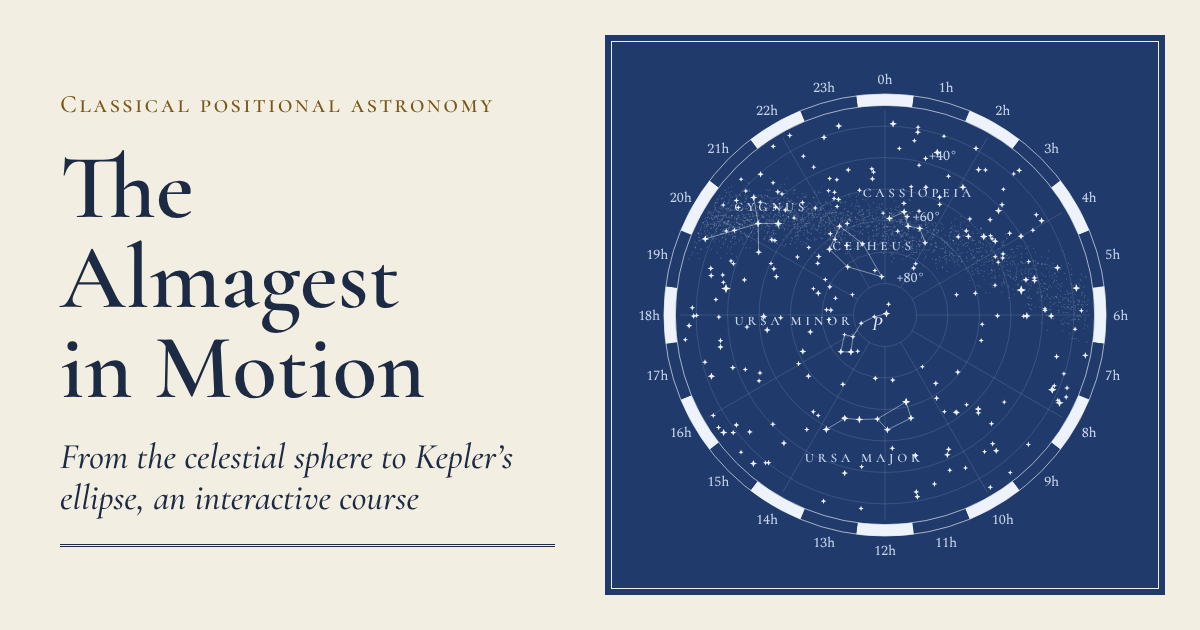 Classical positional astronomy
The
Almagest
in Motion
From the celestial sphere to Kepler’s
ellipse, an interactive course
0h
1h
2h
3h
4h
5h
6h
7h
8h
9h
10h
11h
12h
13h
14h
15h
16h
17h
18h
19h
20h
21h
22h
23h
+40°
CASSIOPEIA
CYGNUS
+60°
CEPHEUS
+80°
URSA MINOR
P
URSA MAJOR